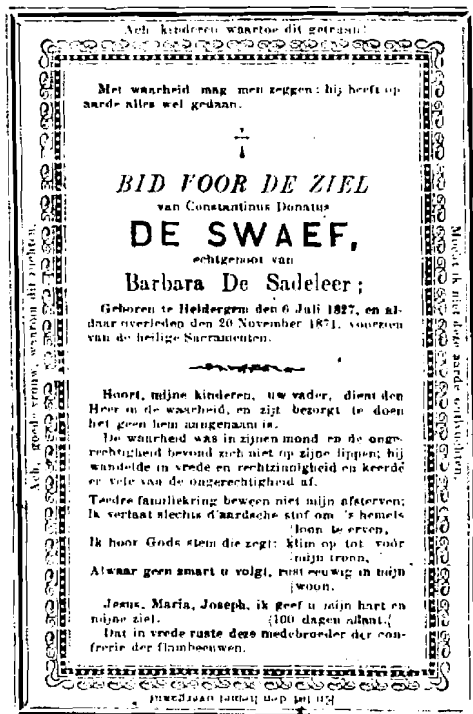 Ach kinderen waartoe dit getraan!
Met waarheid mag men zeggen: hij heeft op
aarde alles wel gedaan.
BID VOOR DE ZIEL
van Constantinus Donatus
DE SWAEF,
echtgenoot van
Barbara De Sadeleer;
Geboren te Heldergem den 6 Juli 1827, en al-
daar overleden den 20 November 1871, voorzien
van de heilige Sacramenten.
Hoort, mijne kinderen, uw vader, dient den
Heer in de waarheid, en zijt bezorgt te doen
het geen hem aangenaam is.
De waarheid was in zijnen mond en de onge-
rechtigheid bevond zich niet op zijne lippen; hij
wandelde in vrede en rechtzinnigheid en keerde
er vele van de ongerechtigheid af.
Teedre familiekring beween niet mijn afsterven;
Ik verlaat slechts d'aardsche stof om 's hemels
(loon te erven,
Ik hoor Gods stem die zegt: klim op tot voor
(mijn troon,
Alwaar geen smart u volgt, rust eeuwig in mijn
(woon.
Jesus, Maria, Joseph, ik geef u mijn hart en
mijne ziel. (100 dagen aflaat.(
Dat in vrede ruste deze medebroeder der con-
frerie der flambeeuwen.
Ach, goede vrouw, waarom dit zuchten,
Mocht ik niet deze aarde ontvluchten,
En tot den hemel overgaan